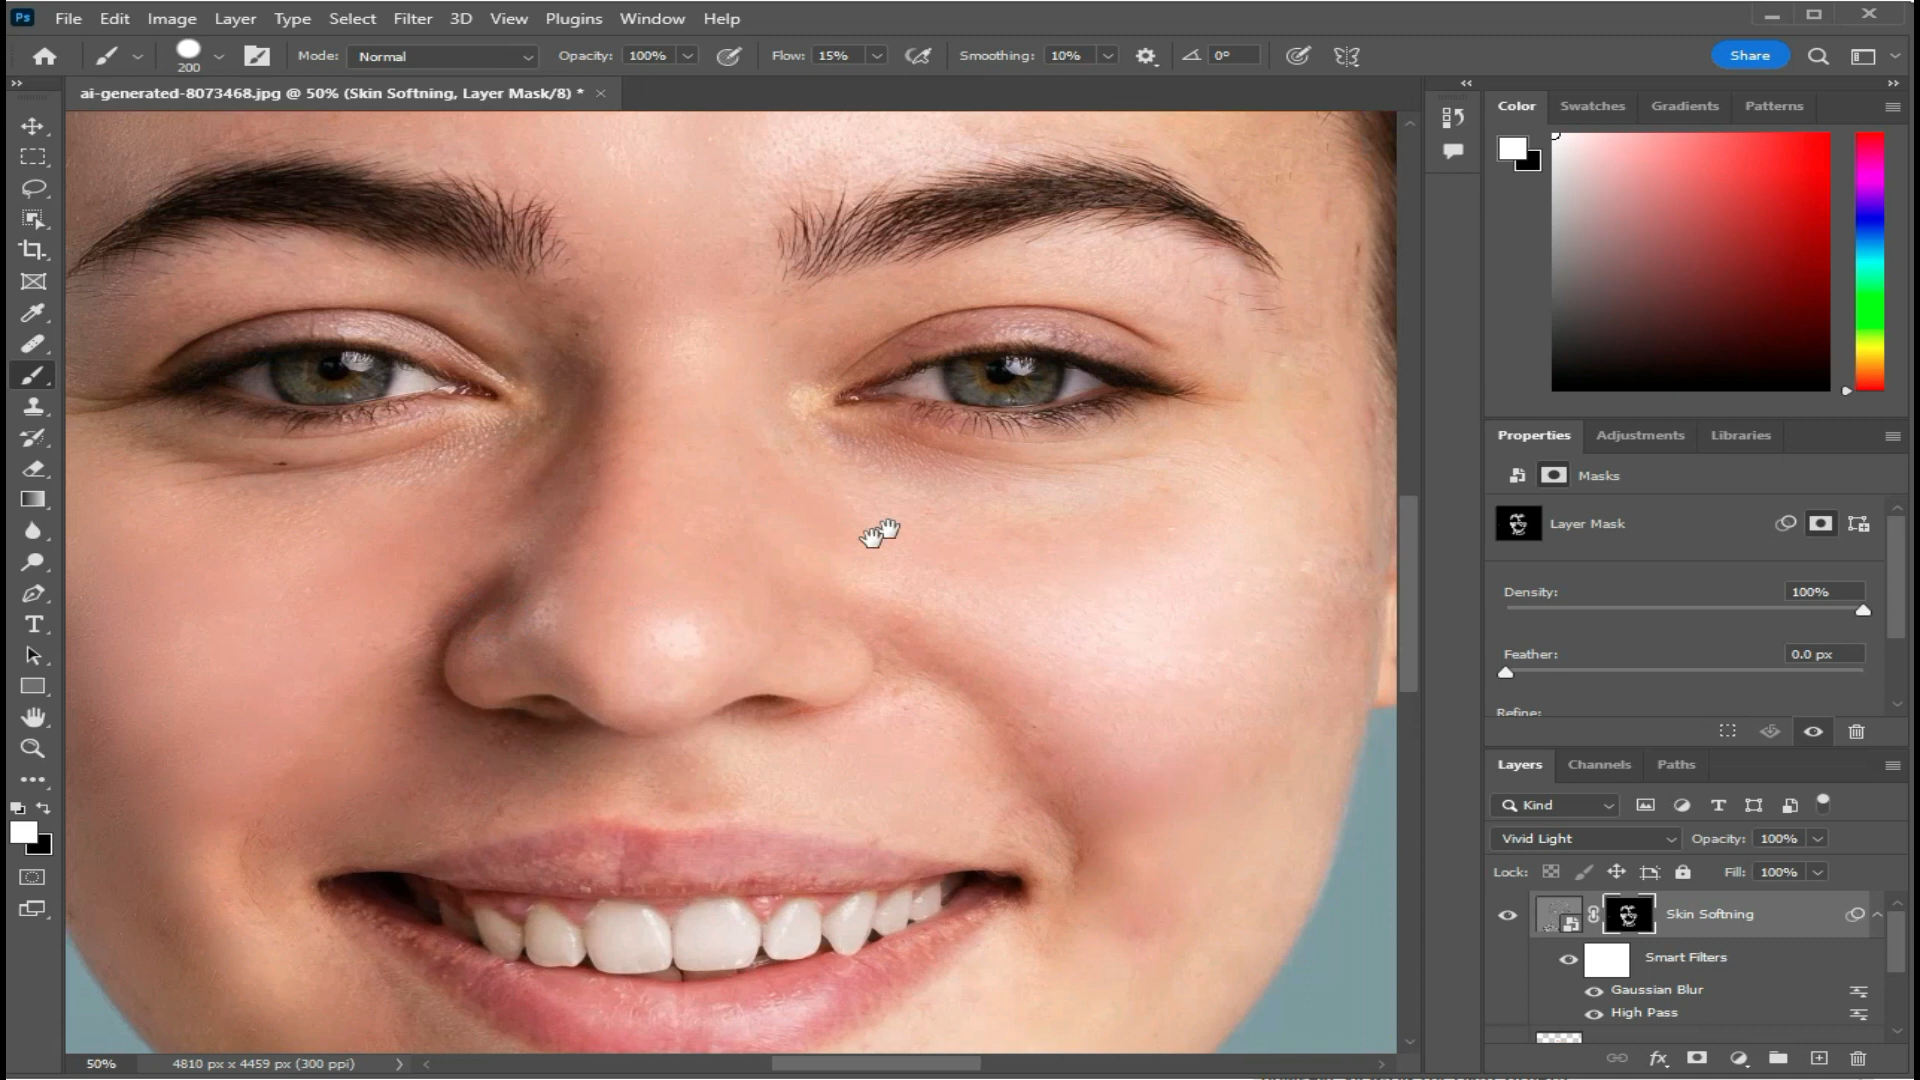 Ps File Edit Image Layer Type Select Filter 3D View Plugins Window Help
200 Mode: Normal Opacity: 100% Flow: 15% Smoothing: 10% 0° Share
ai-generated-8073468.jpg @ 50% (Skin Softning, Layer Mask/8) *
Color Swatches Gradients Patterns
Properties Adjustments Libraries
Masks
Layer Mask
Density: 100%
Feather: 0.0 px
Refine:
Layers Channels Paths
Kind
Vivid Light Opacity: 100%
Lock: Fill: 100%
Skin Softning
Smart Filters
Gaussian Blur
High Pass
50% 4810 px x 4459 px (300 ppi)